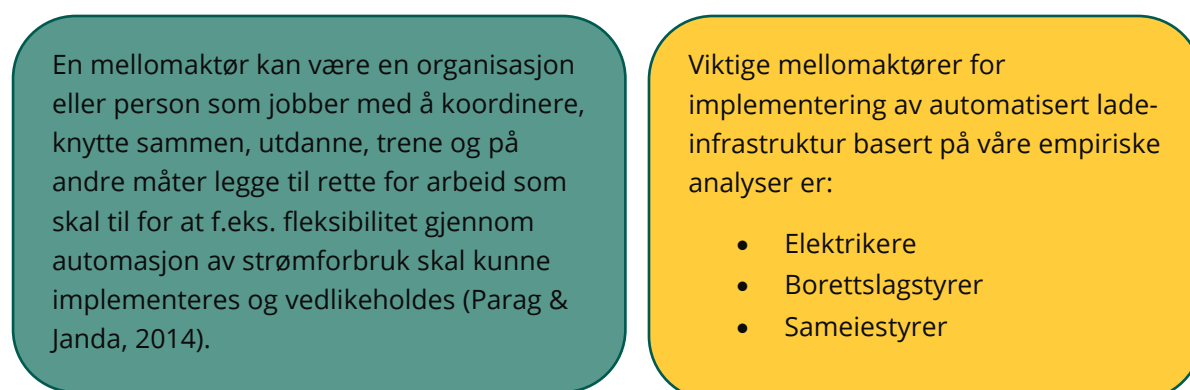 En mellomaktør kan være en organisasjon
eller person som jobber med å koordinere,
knytte sammen, utdanne, trene og på
andre måter legge til rette for arbeid som
skal til for at f.eks. fleksibilitet gjennom
automasjon av strømforbruk skal kunne
implementeres og vedlikeholdes (Parag &
Janda, 2014).
Viktige mellomaktører for
implementering av automatisert lade-
infrastruktur basert på våre empiriske
analyser er:
• Elektrikere
• Borettslagstyrer
• Sameiestyrer